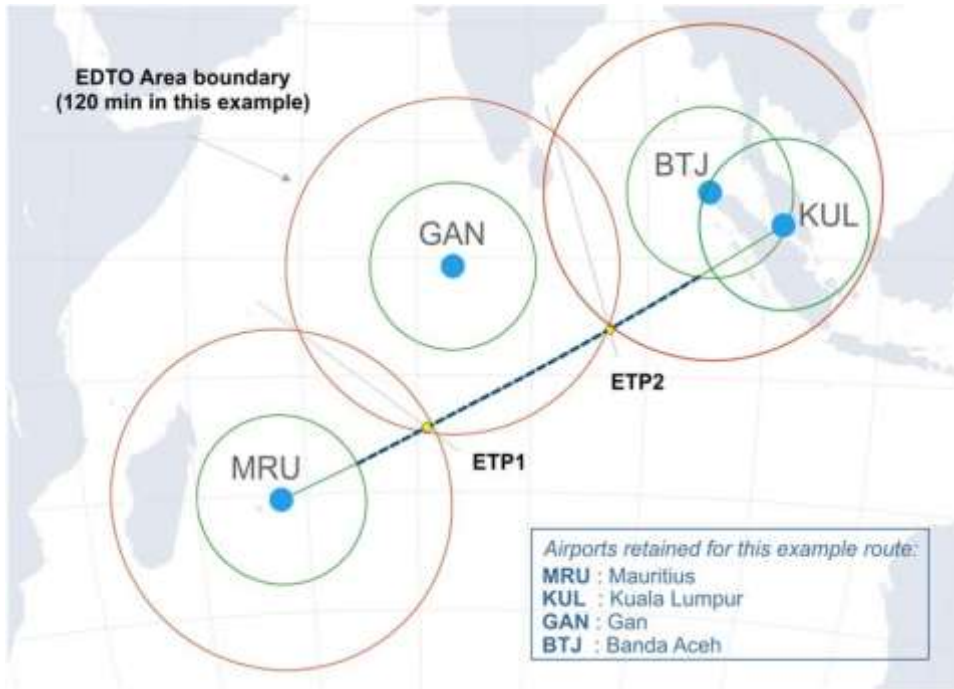 EDTO Area boundary
(120 min in this example)
BTJ
KUL
GAN
ETP2
ETP1
MRU
Airports retained for this example route:
MRU : Mauritius
KUL : Kuala Lumpur
GAN : Gan
BTJ : Banda Aceh